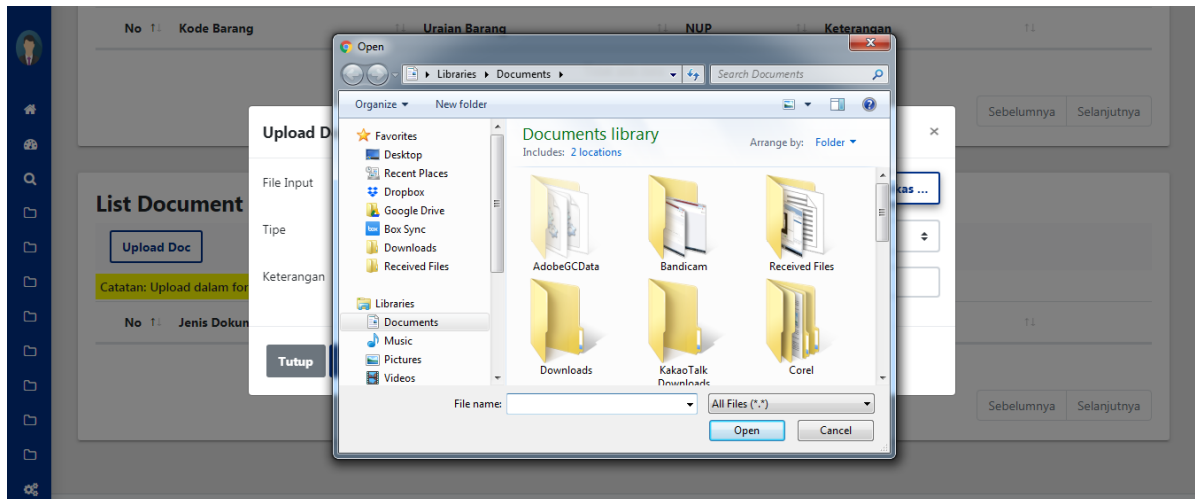 No Kode Barang Uraian Barang NUP Keterangan
Open
Libraries Documents Search Documents
Organize New folder
Sebelumnya Selanjutnya
Upload D
Favorites
Desktop
Recent Places
Dropbox
Google Drive
Box Sync
Downloads
Received Files
Libraries
Documents
Music
Pictures
Videos
Documents library
Includes: 2 locations
Arrange by: Folder
AdobeGCData Bandicam Received Files
Downloads KakaoTalk Downloads Corel
File name: All Files (*.*)
Open Cancel
File Input
Tipe
Keterangan
Tutup
List Document
Upload Doc
Catatan: Upload dalam for
No Jenis Dokun
Sebelumnya Selanjutnya